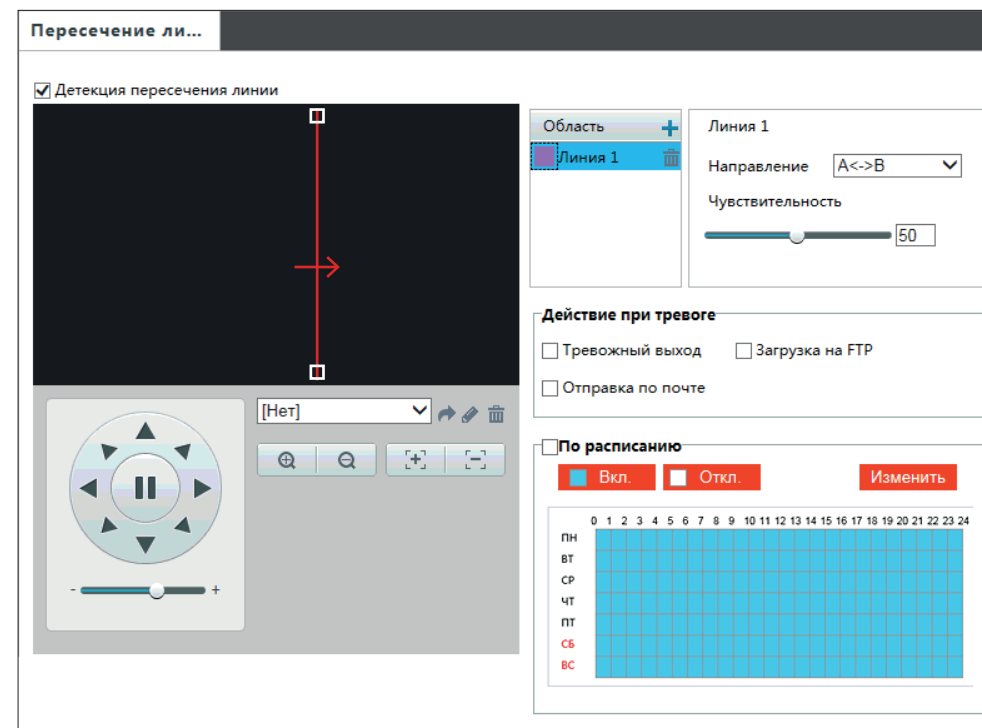 Пересечение ли...
Детекция пересечения линии
Область
Линия 1
Линия 1
Направление A<->B
Чувствительность
50
Действие при тревоге
Тревожный выход Загрузка на FTP
Отправка по почте
[Нет]
- +
По расписанию
Вкл. Откл. Изменить
0 1 2 3 4 5 6 7 8 9 10 11 12 13 14 15 16 17 18 19 20 21 22 23 24
ПН
ВТ
СР
ЧТ
ПТ
СБ
ВС